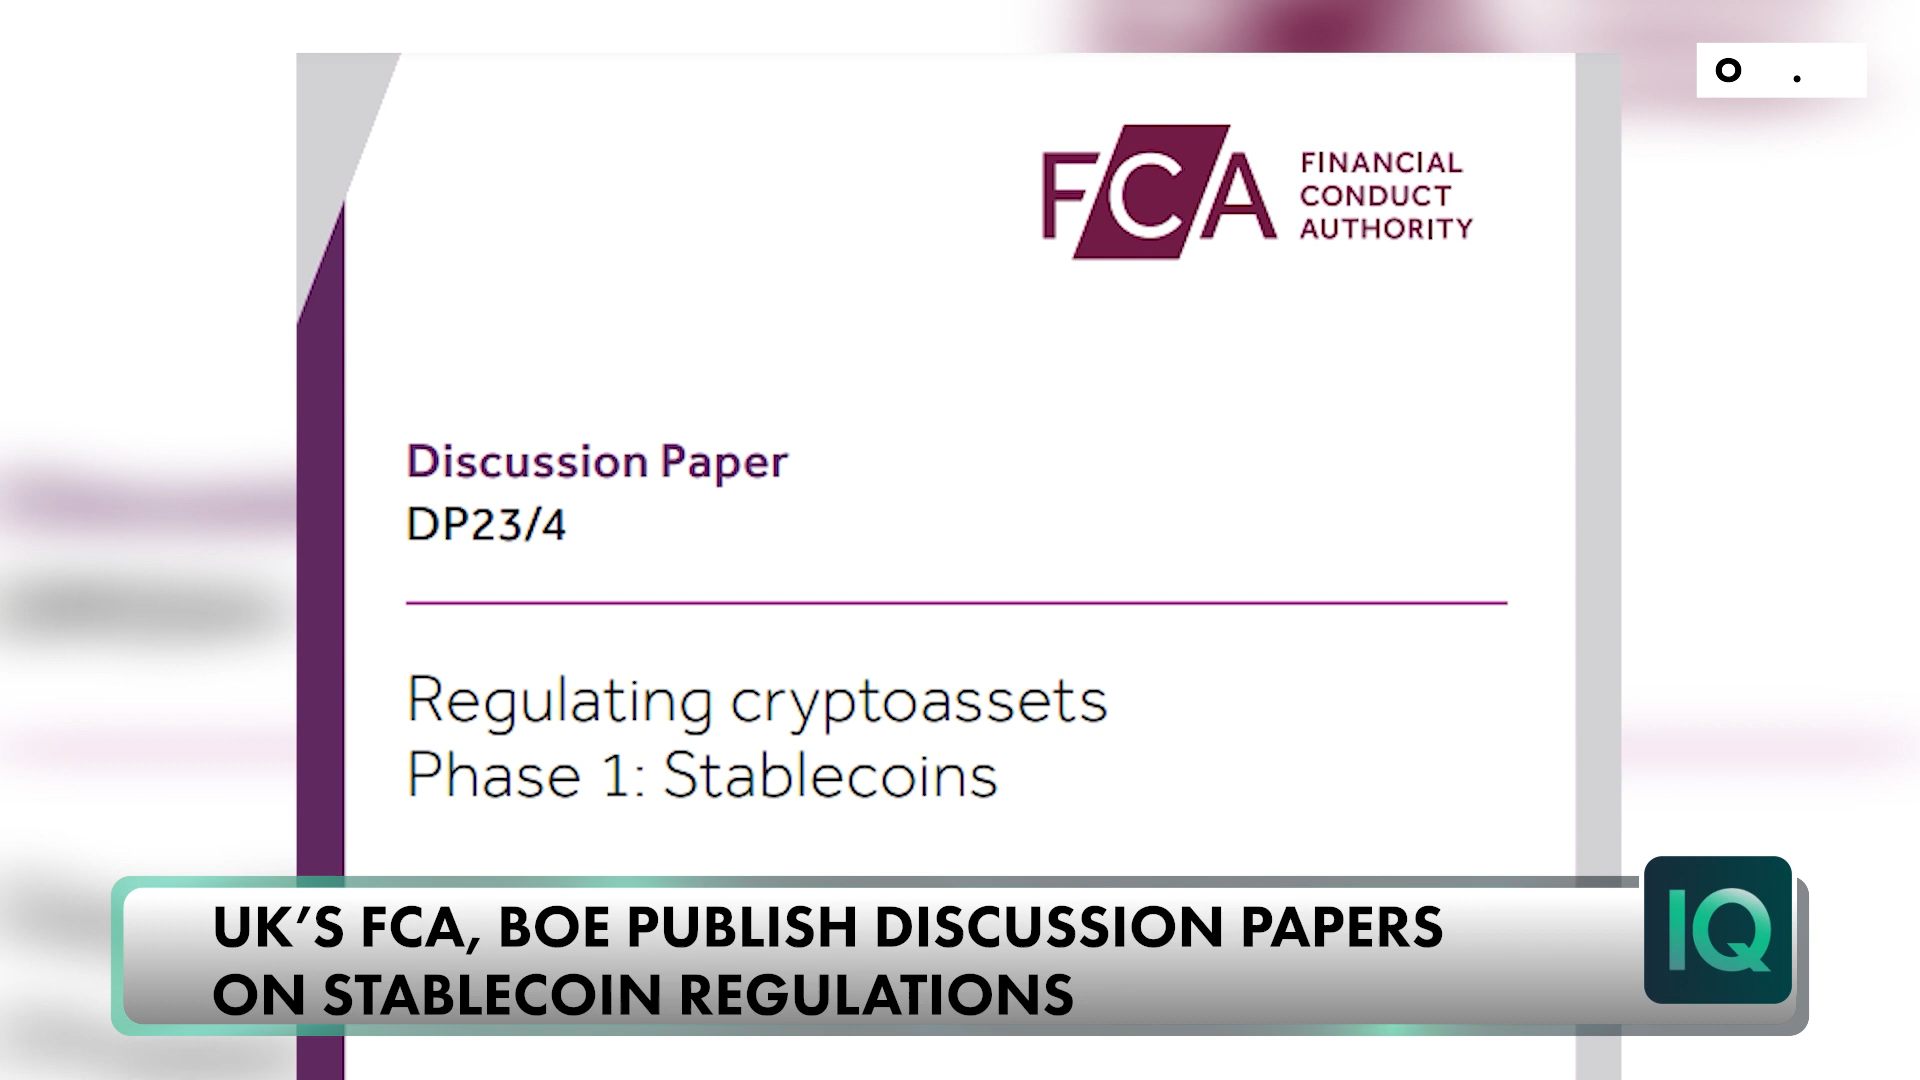 FCA
FINANCIAL
CONDUCT
AUTHORITY
Discussion Paper
DP23/4
Regulating cryptoassets
Phase 1: Stablecoins
UK’S FCA, BOE PUBLISH DISCUSSION PAPERS
ON STABLECOIN REGULATIONS
IQ